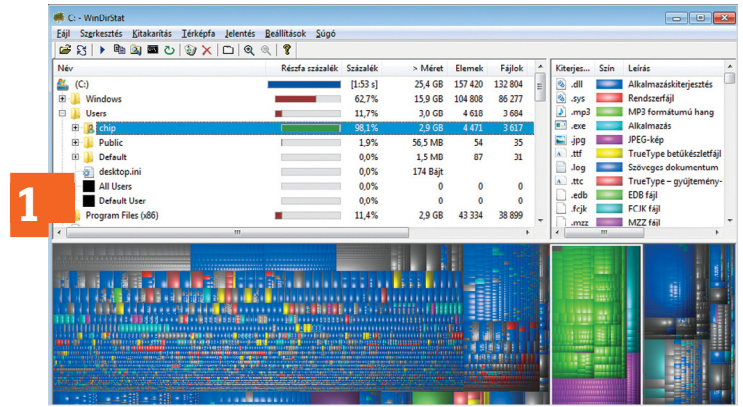 C: - WinDirStat
Fájl Szerkesztés Kitakarítás Térképfa Jelentés Beállítások Súgó
Név Részfa százalék Százalék > Méret Elemek Fájlok
(C:) [1:53 s] 25,4 GB 157 420 132 804
Windows 62,7% 15,9 GB 104 808 86 277
Users 11,7% 3,0 GB 4 618 3 684
chip 98,1% 2,9 GB 4 471 3 617
Public 1,9% 56,5 MB 54 35
Default 0,0% 1,5 MB 87 31
desktop.ini 0,0% 174 Bájt
All Users 0,0% 0 0 0
Default User 0,0% 0 0 0
Program Files (x86) 11,4% 2,9 GB 43 334 38 899
Kiterjes... Szín Leírás
.dll Alkalmazáskiterjesztés
.sys Rendszerfájl
.mp3 MP3 formátumú hang
.exe Alkalmazás
.jpg JPEG-kép
.ttf TrueType betűkészletfájl
.log Szöveges dokumentum
.ttc TrueType – gyűjtemény-
.edb EDB fájl
.fcjk FCJK fájl
.mzz MZZ fájl
1